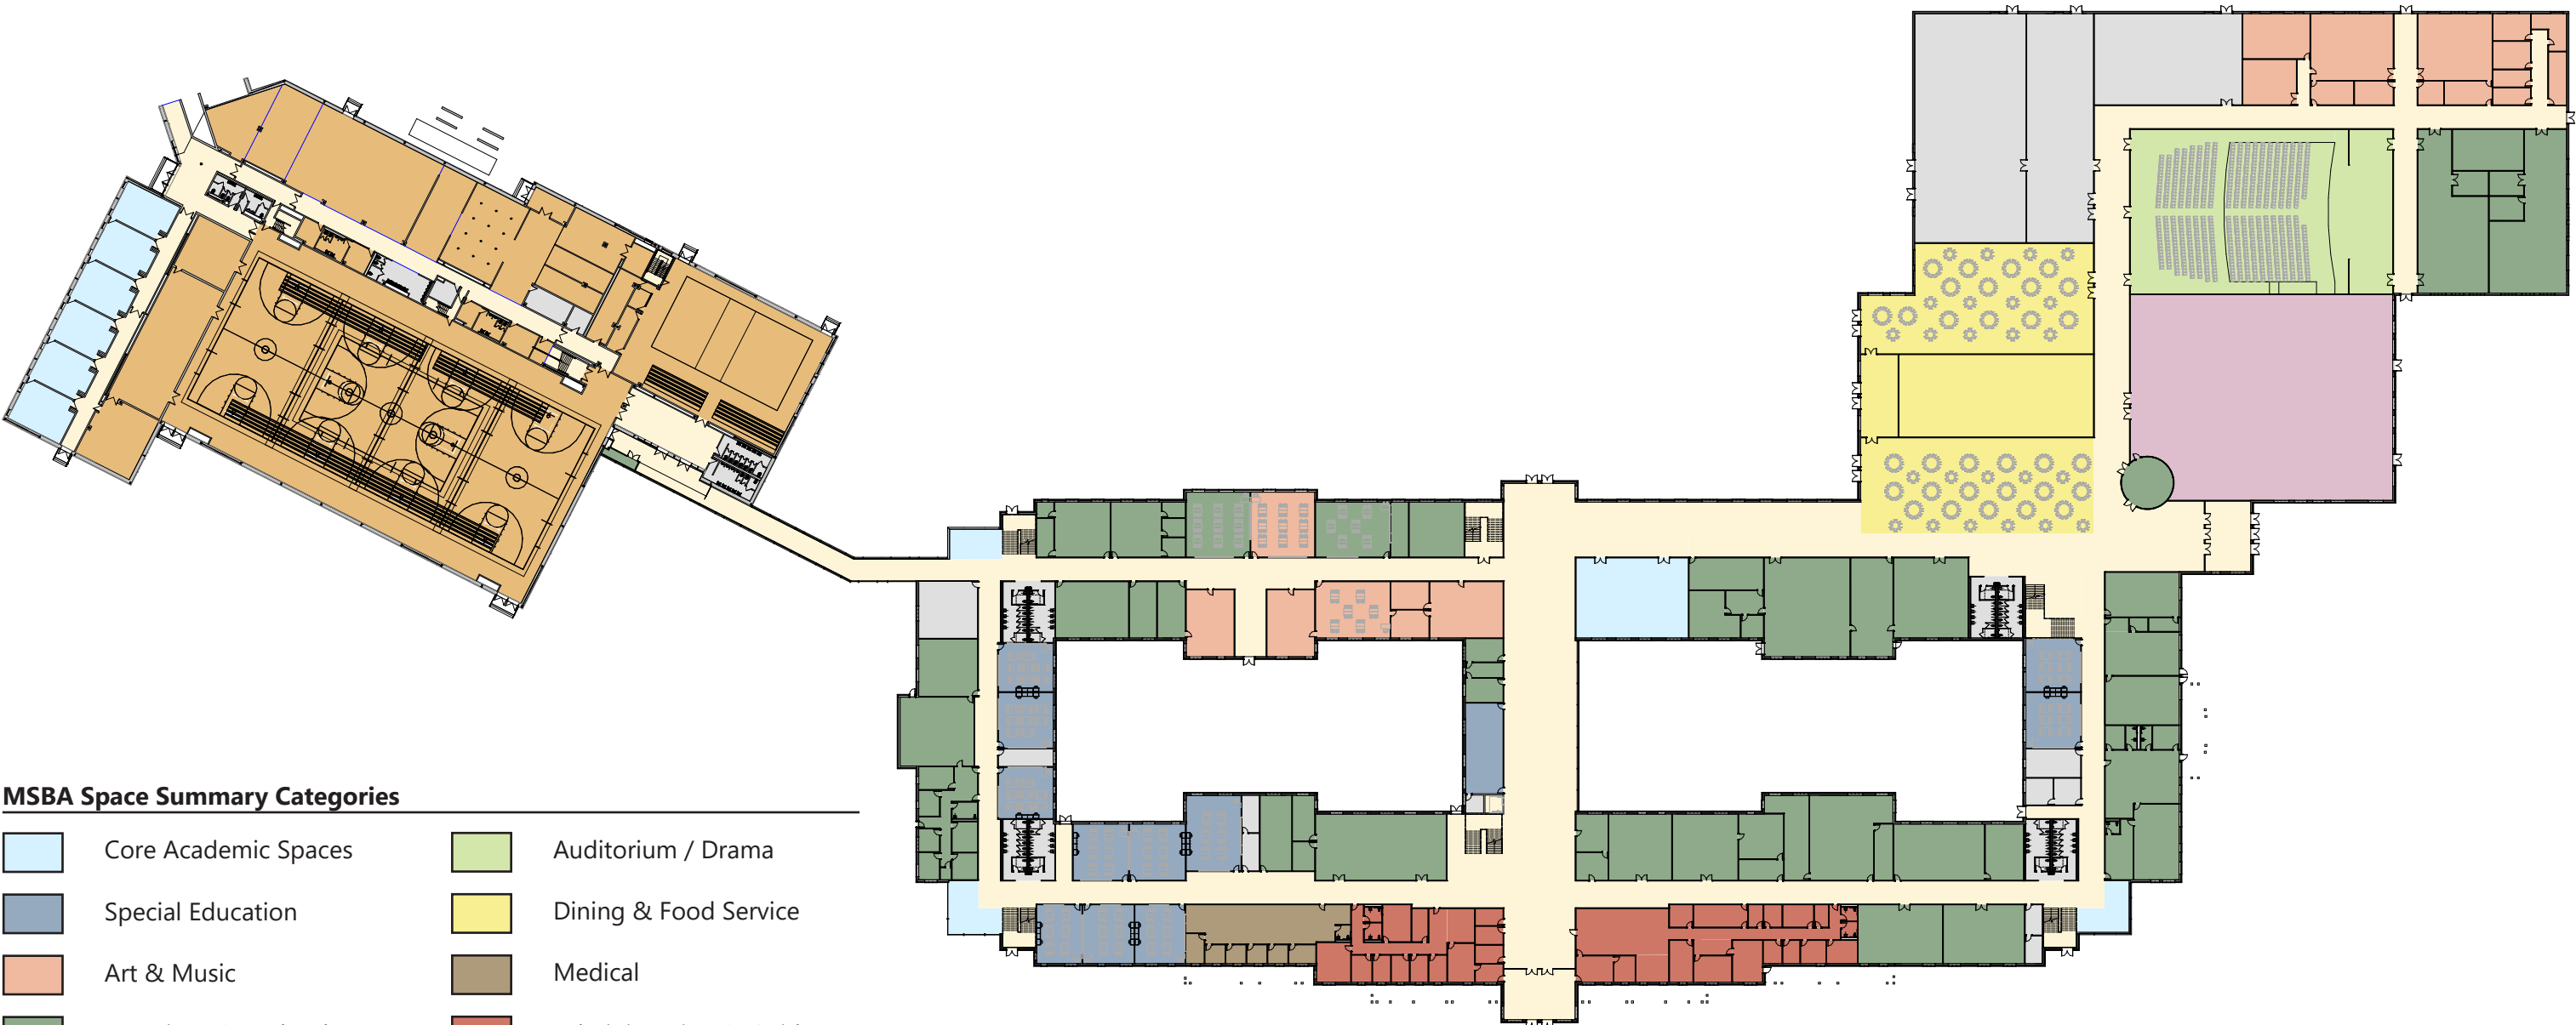 MSBA Space Summary Categories
Core Academic Spaces
Auditorium / Drama
Special Education
Dining & Food Service
Art & Music
Medical